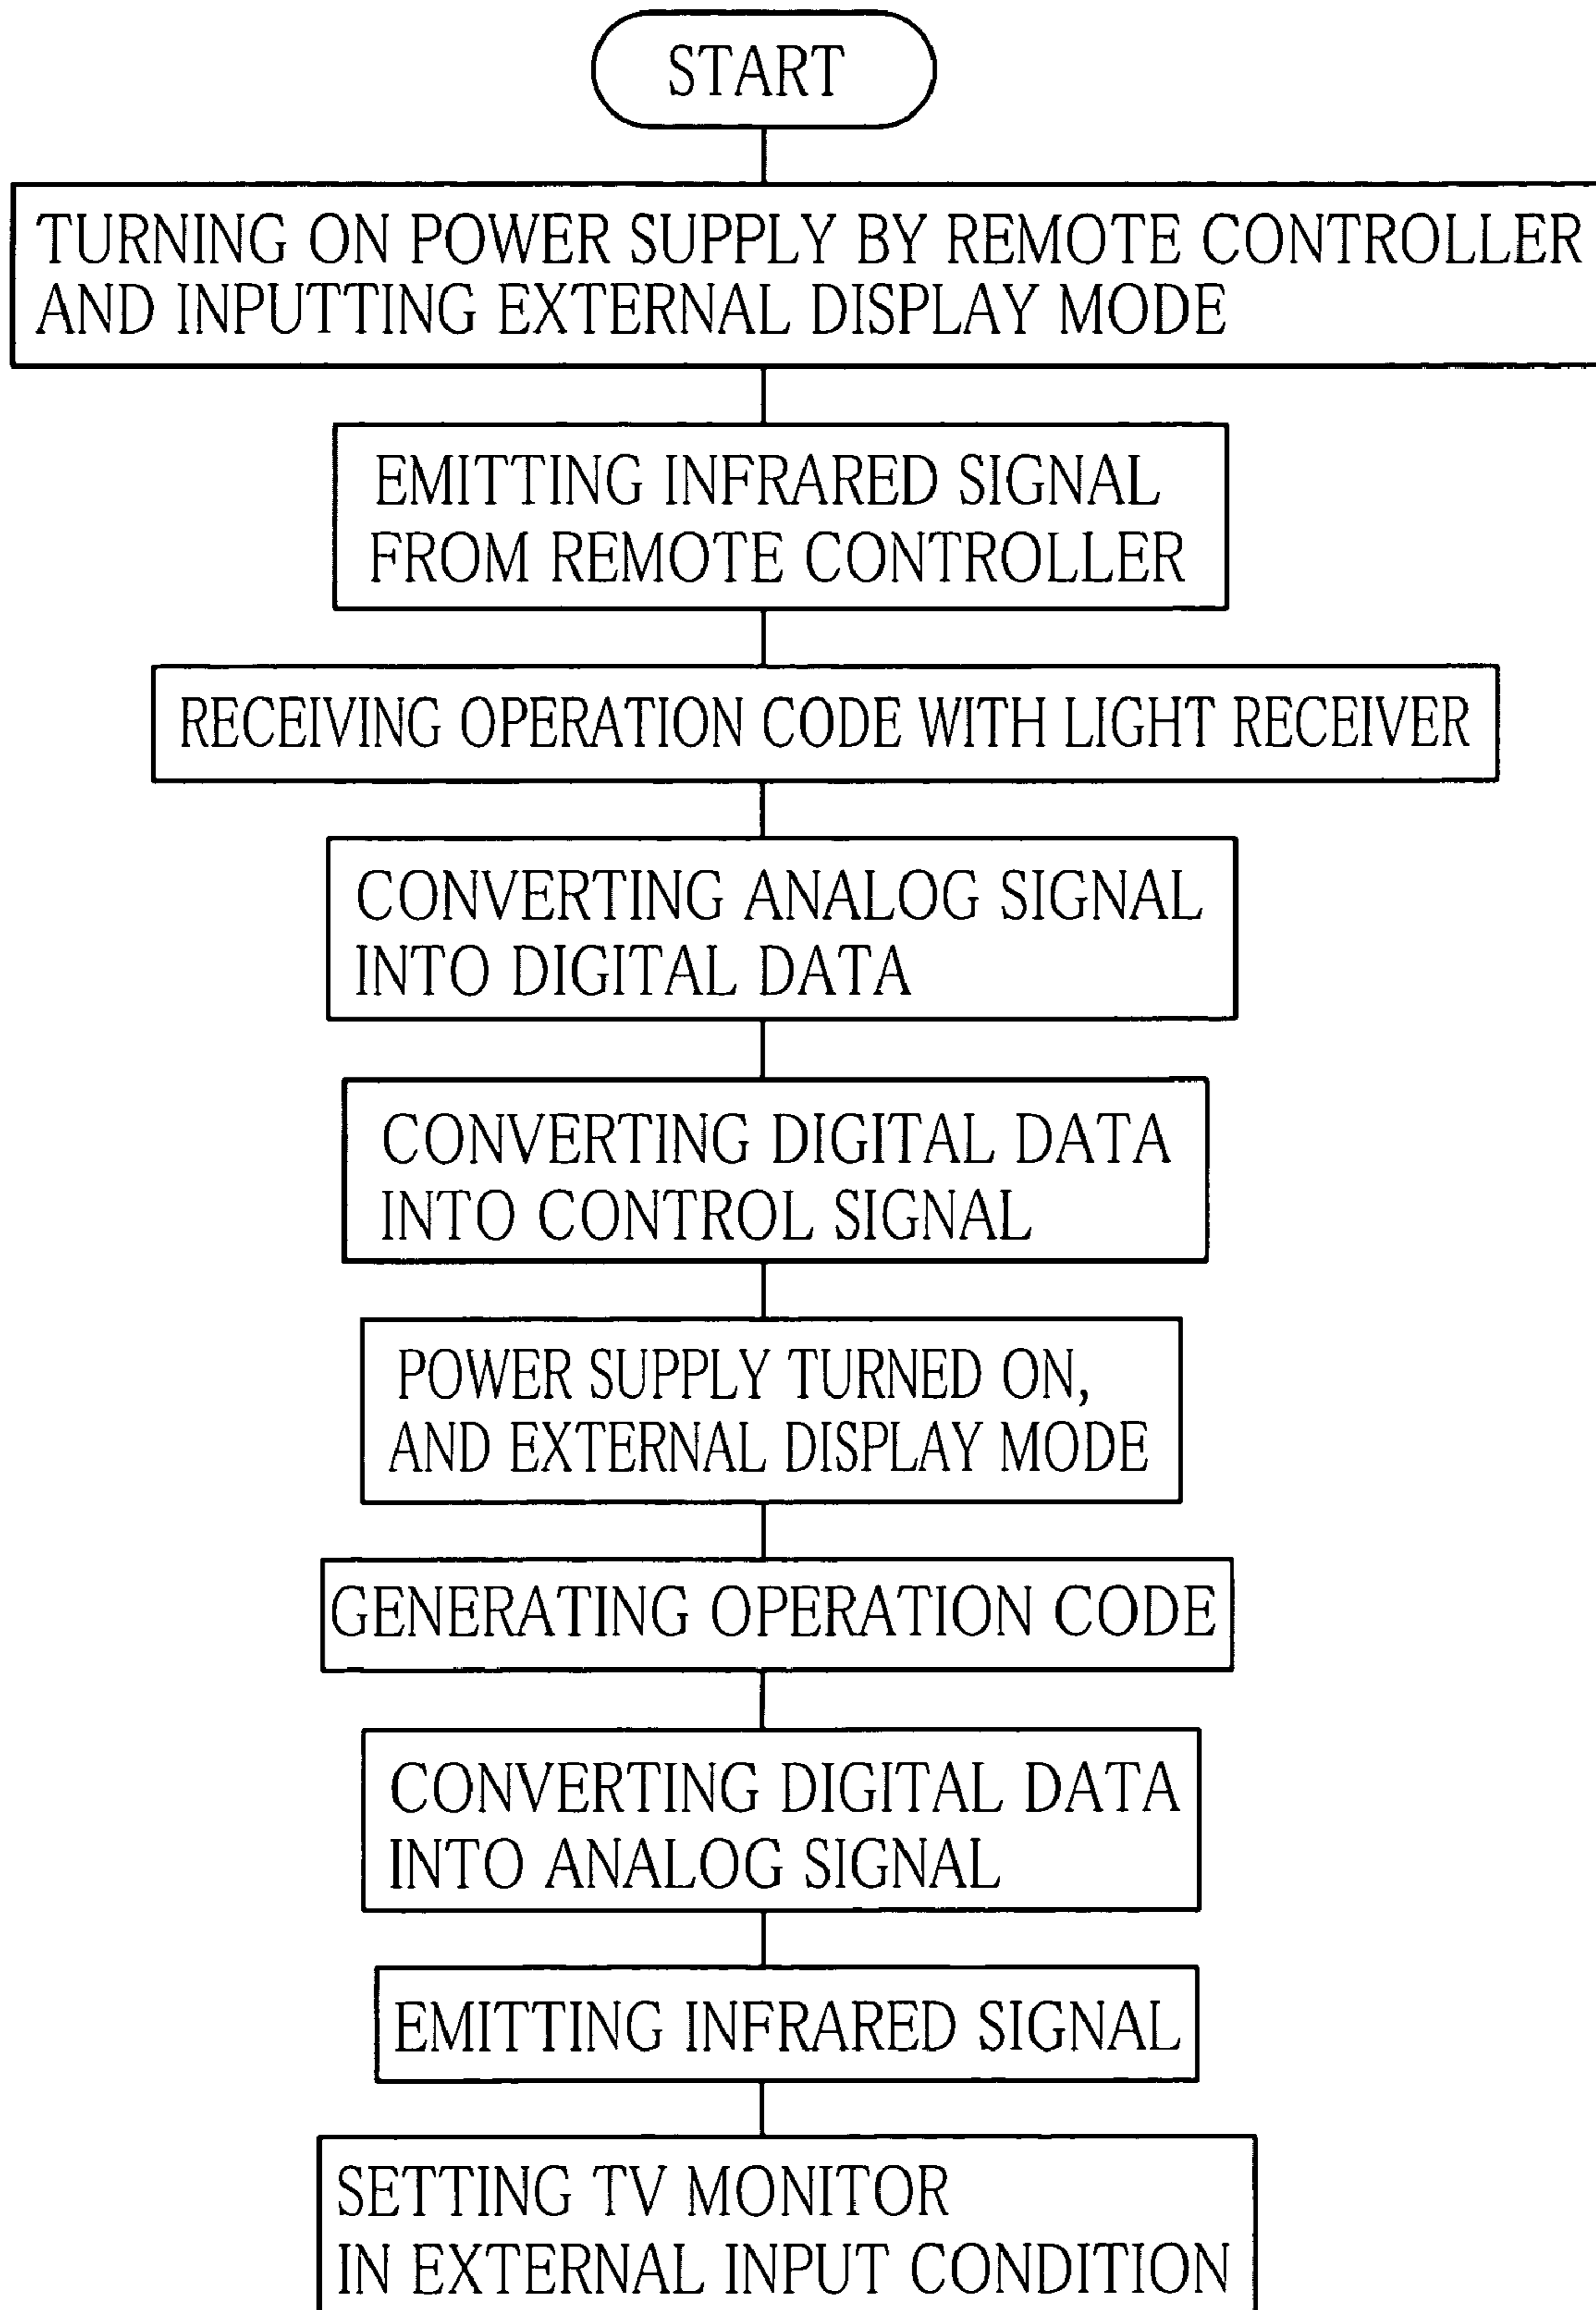 START
TURNING ON POWER SUPPLY BY REMOTE CONTROLLER
AND INPUTTING EXTERNAL DISPLAY MODE
EMITTING INFRARED SIGNAL
FROM REMOTE CONTROLLER
RECEIVING OPERATION CODE WITH LIGHT RECEIVER
CONVERTING ANALOG SIGNAL
INTO DIGITAL DATA
CONVERTING DIGITAL DATA
INTO CONTROL SIGNAL
POWER SUPPLY TURNED ON,
AND EXTERNAL DISPLAY MODE
GENERATING OPERATION CODE
CONVERTING DIGITAL DATA
INTO ANALOG SIGNAL
EMITTING INFRARED SIGNAL
SETTING TV MONITOR
IN EXTERNAL INPUT CONDITION